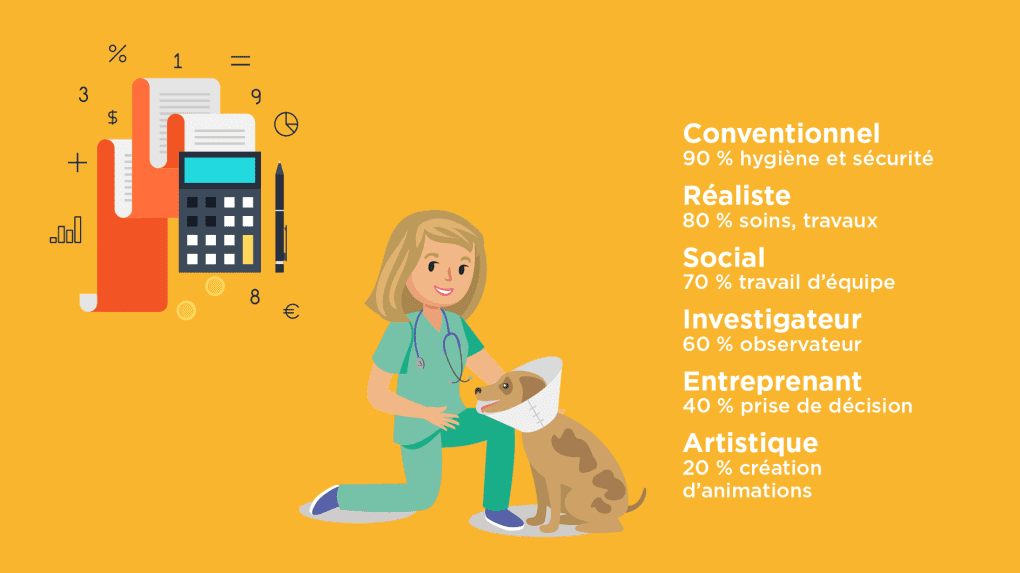 %
1
=
3
$
9
+
8
€
Conventionnel
90 % hygiène et sécurité
Réaliste
80 % soins, travaux
Social
70 % travail d’équipe
Investigateur
60 % observateur
Entreprenant
40 % prise de décision
Artistique
20 % création
d’animations